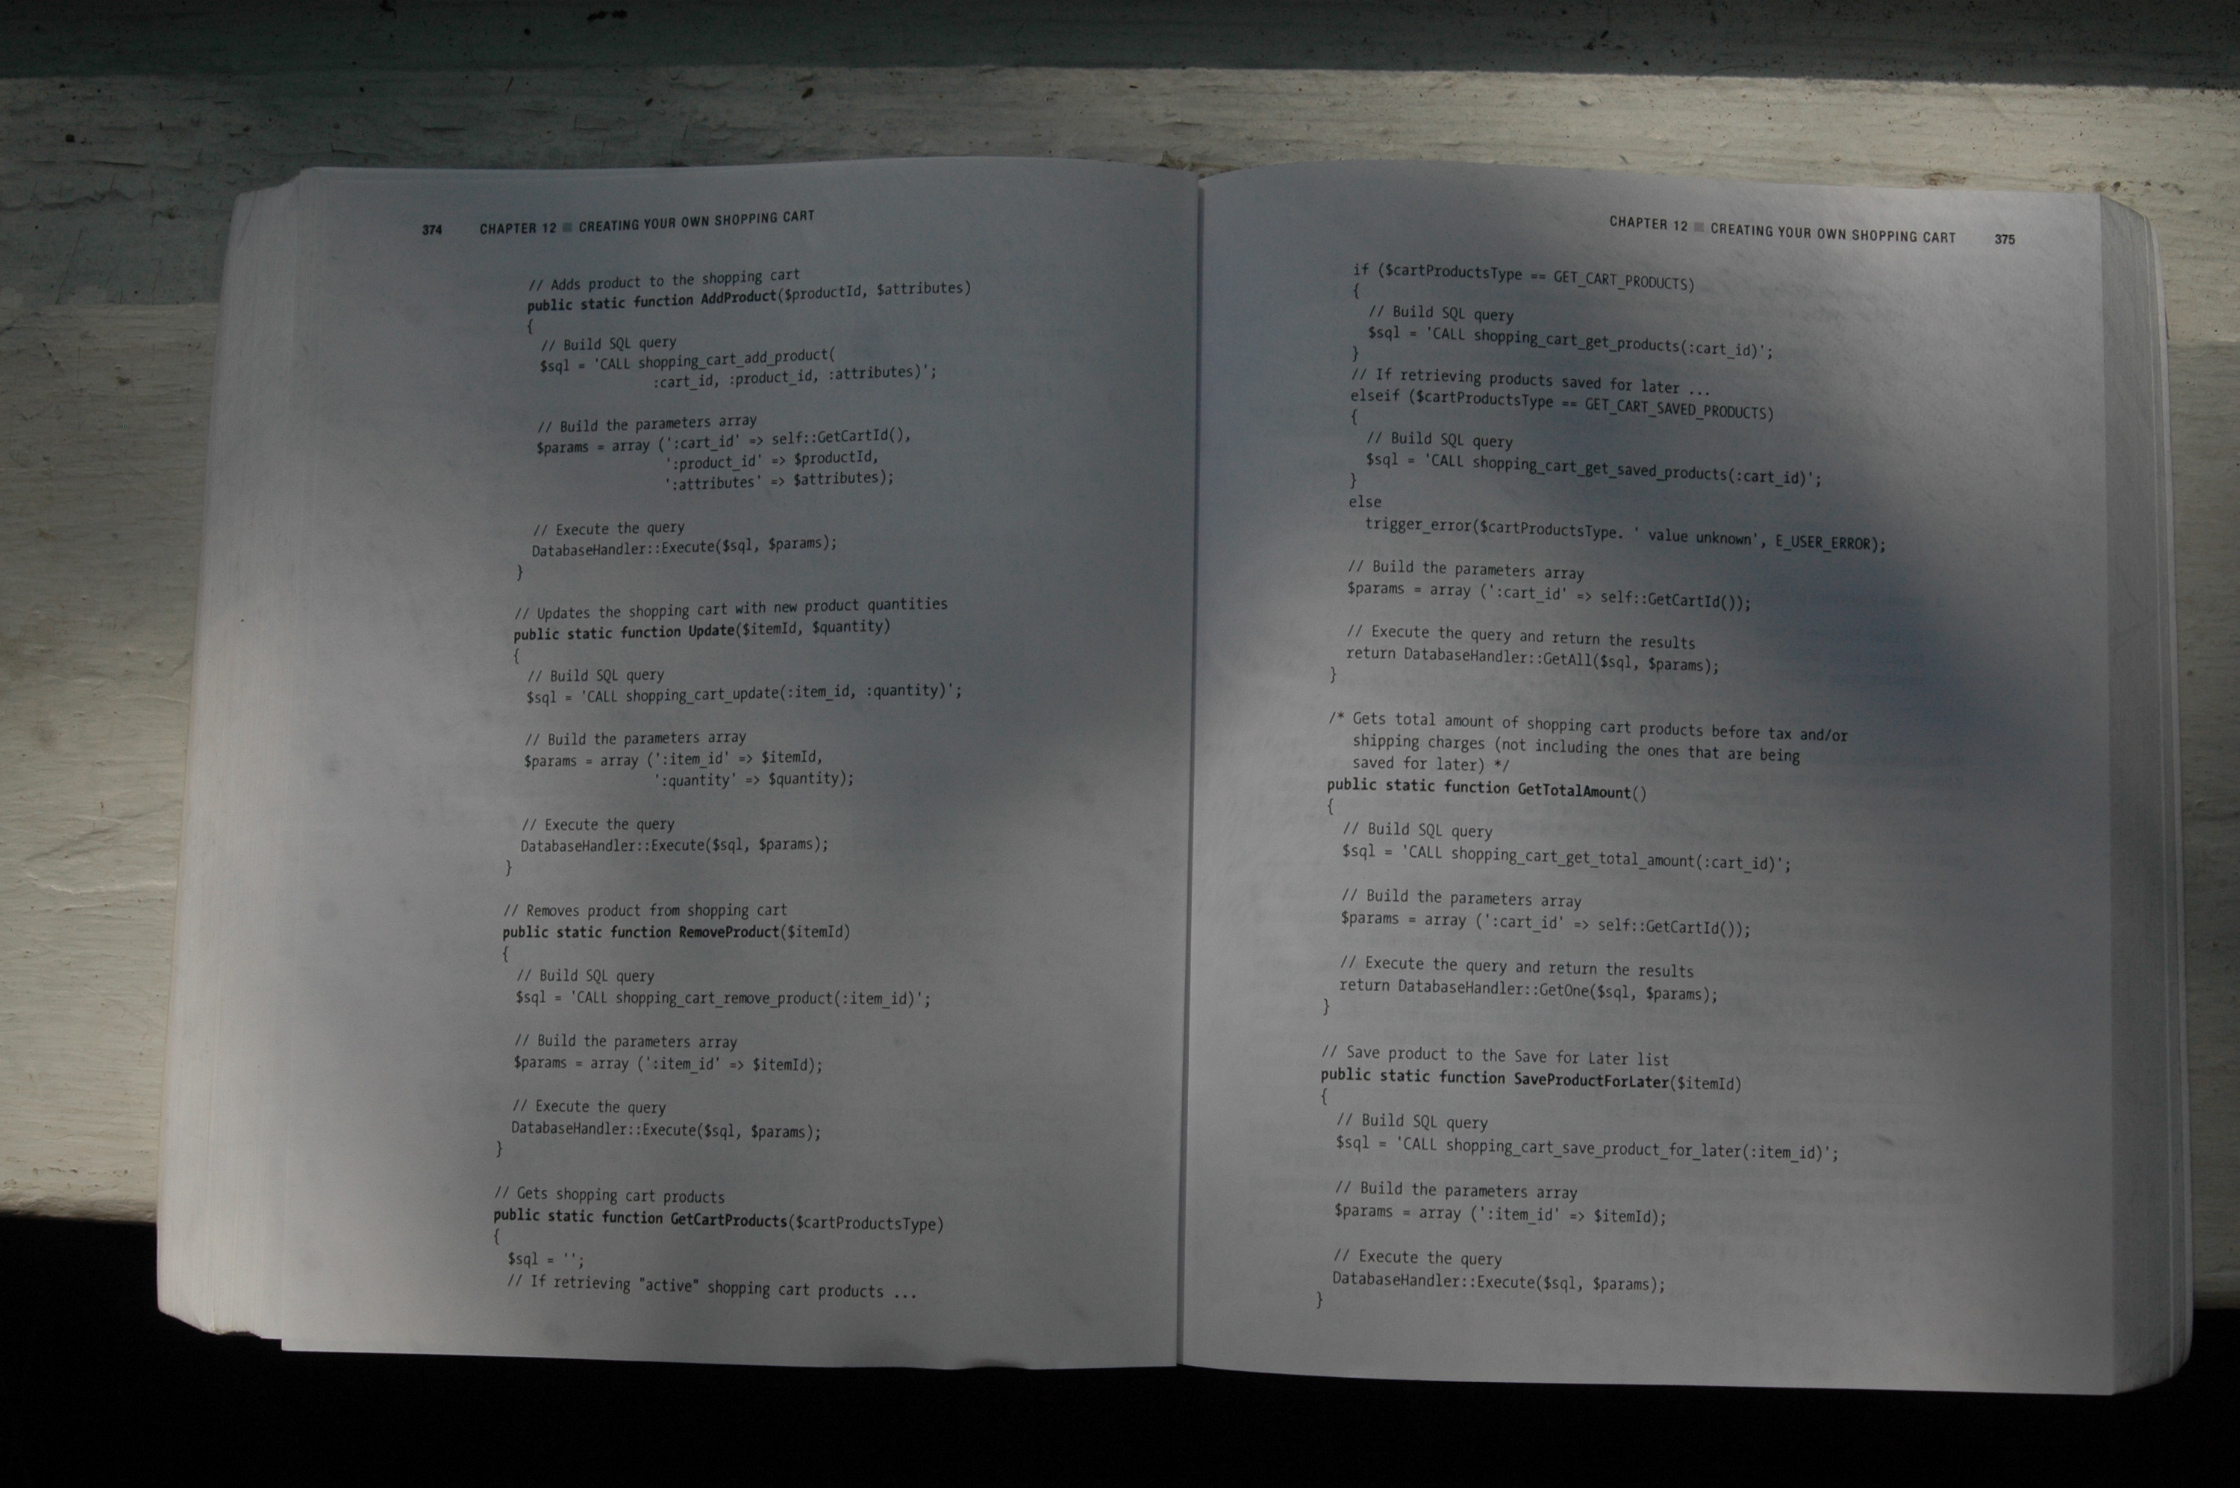 374 CHAPTER 12 ■ CREATING YOUR OWN SHOPPING CART
// Adds product to the shopping cart
public static function AddProduct($productId, $attributes)
{
// Build SQL query
$sql = 'CALL shopping_cart_add_product(
:cart_id, :product_id, :attributes)';
// Build the parameters array
$params = array (':cart_id' => self::GetCartId(),
':product_id' => $productId,
':attributes' => $attributes);
// Execute the query
DatabaseHandler::Execute($sql, $params);
}
// Updates the shopping cart with new product quantities
public static function Update($itemId, $quantity)
{
// Build SQL query
$sql = 'CALL shopping_cart_update(:item_id, :quantity)';
// Build the parameters array
$params = array (':item_id' => $itemId,
':quantity' => $quantity);
// Execute the query
DatabaseHandler::Execute($sql, $params);
}
// Removes product from shopping cart
public static function RemoveProduct($itemId)
{
// Build SQL query
$sql = 'CALL shopping_cart_remove_product(:item_id)';
// Build the parameters array
$params = array (':item_id' => $itemId);
// Execute the query
DatabaseHandler::Execute($sql, $params);
}
// Gets shopping cart products
public static function GetCartProducts($cartProductsType)
{
$sql = '';
// If retrieving "active" shopping cart products ...
CHAPTER 12 ■ CREATING YOUR OWN SHOPPING CART 375
if ($cartProductsType == GET_CART_PRODUCTS)
{
// Build SQL query
$sql = 'CALL shopping_cart_get_products(:cart_id)';
}
// If retrieving products saved for later ...
elseif ($cartProductsType == GET_CART_SAVED_PRODUCTS)
{
// Build SQL query
$sql = 'CALL shopping_cart_get_saved_products(:cart_id)';
}
else
trigger_error($cartProductsType. ' value unknown', E_USER_ERROR);
// Build the parameters array
$params = array (':cart_id' => self::GetCartId());
// Execute the query and return the results
return DatabaseHandler::GetAll($sql, $params);
}
/* Gets total amount of shopping cart products before tax and/or
shipping charges (not including the ones that are being
saved for later) */
public static function GetTotalAmount()
{
// Build SQL query
$sql = 'CALL shopping_cart_get_total_amount(:cart_id)';
// Build the parameters array
$params = array (':cart_id' => self::GetCartId());
// Execute the query and return the results
return DatabaseHandler::GetOne($sql, $params);
}
// Save product to the Save for Later list
public static function SaveProductForLater($itemId)
{
// Build SQL query
$sql = 'CALL shopping_cart_save_product_for_later(:item_id)';
// Build the parameters array
$params = array (':item_id' => $itemId);
// Execute the query
DatabaseHandler::Execute($sql, $params);
}